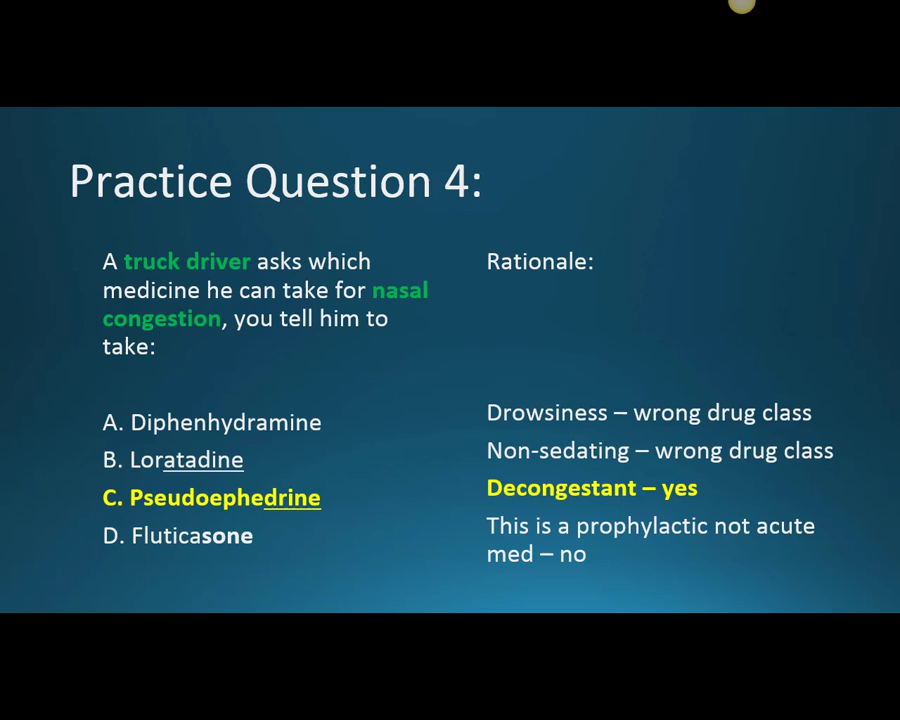 Practice Question 4:
A truck driver asks which
medicine he can take for nasal
congestion, you tell him to
take:
A. Diphenhydramine
B. Loratadine
C. Pseudoephedrine
D. Fluticasone
Rationale:
Drowsiness – wrong drug class
Non-sedating – wrong drug class
Decongestant – yes
This is a prophylactic not acute
med – no